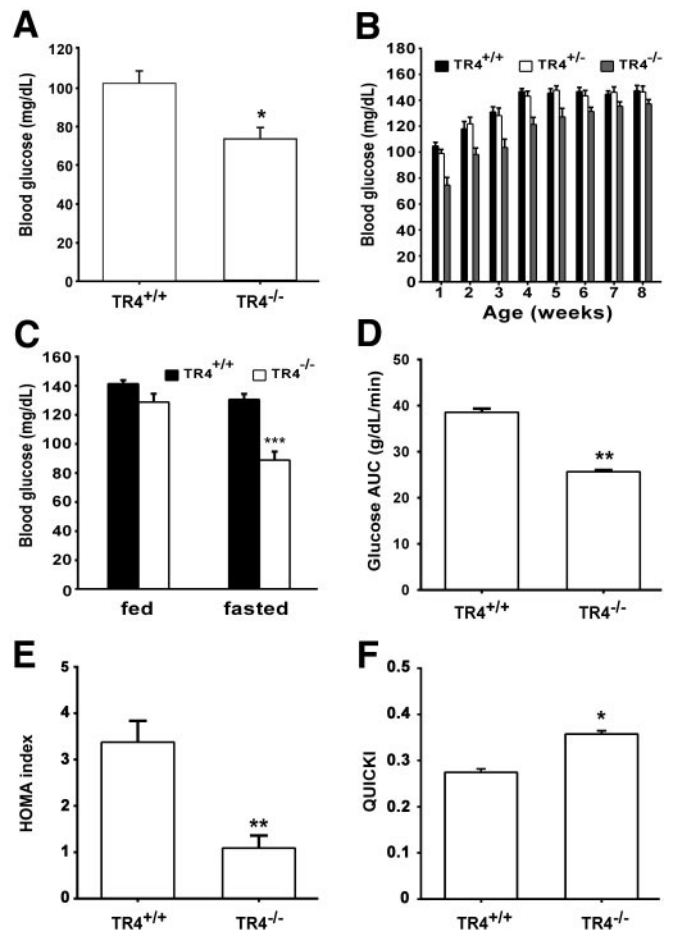 A
Blood glucose (mg/dL)
120
100
80
60
40
20
0
*
TR4+/+ TR4-/-
B
Blood glucose (mg/dL)
180
160
140
120
100
80
60
40
20
0
TR4+/+ TR4+/- TR4-/-
1 2 3 4 5 6 7 8
Age (weeks)
C
Blood glucose (mg/dL)
160
140
120
100
80
60
40
20
0
TR4+/+ TR4-/-
***
fed fasted
D
Glucose AUC (g/dL/min)
50
40
30
20
10
0
**
TR4+/+ TR4-/-
E
HOMA index
5
4
3
2
1
0
**
TR4+/+ TR4-/-
F
QUICKI
0.5
0.4
0.3
0.2
0.1
0
*
TR4+/+ TR4-/-